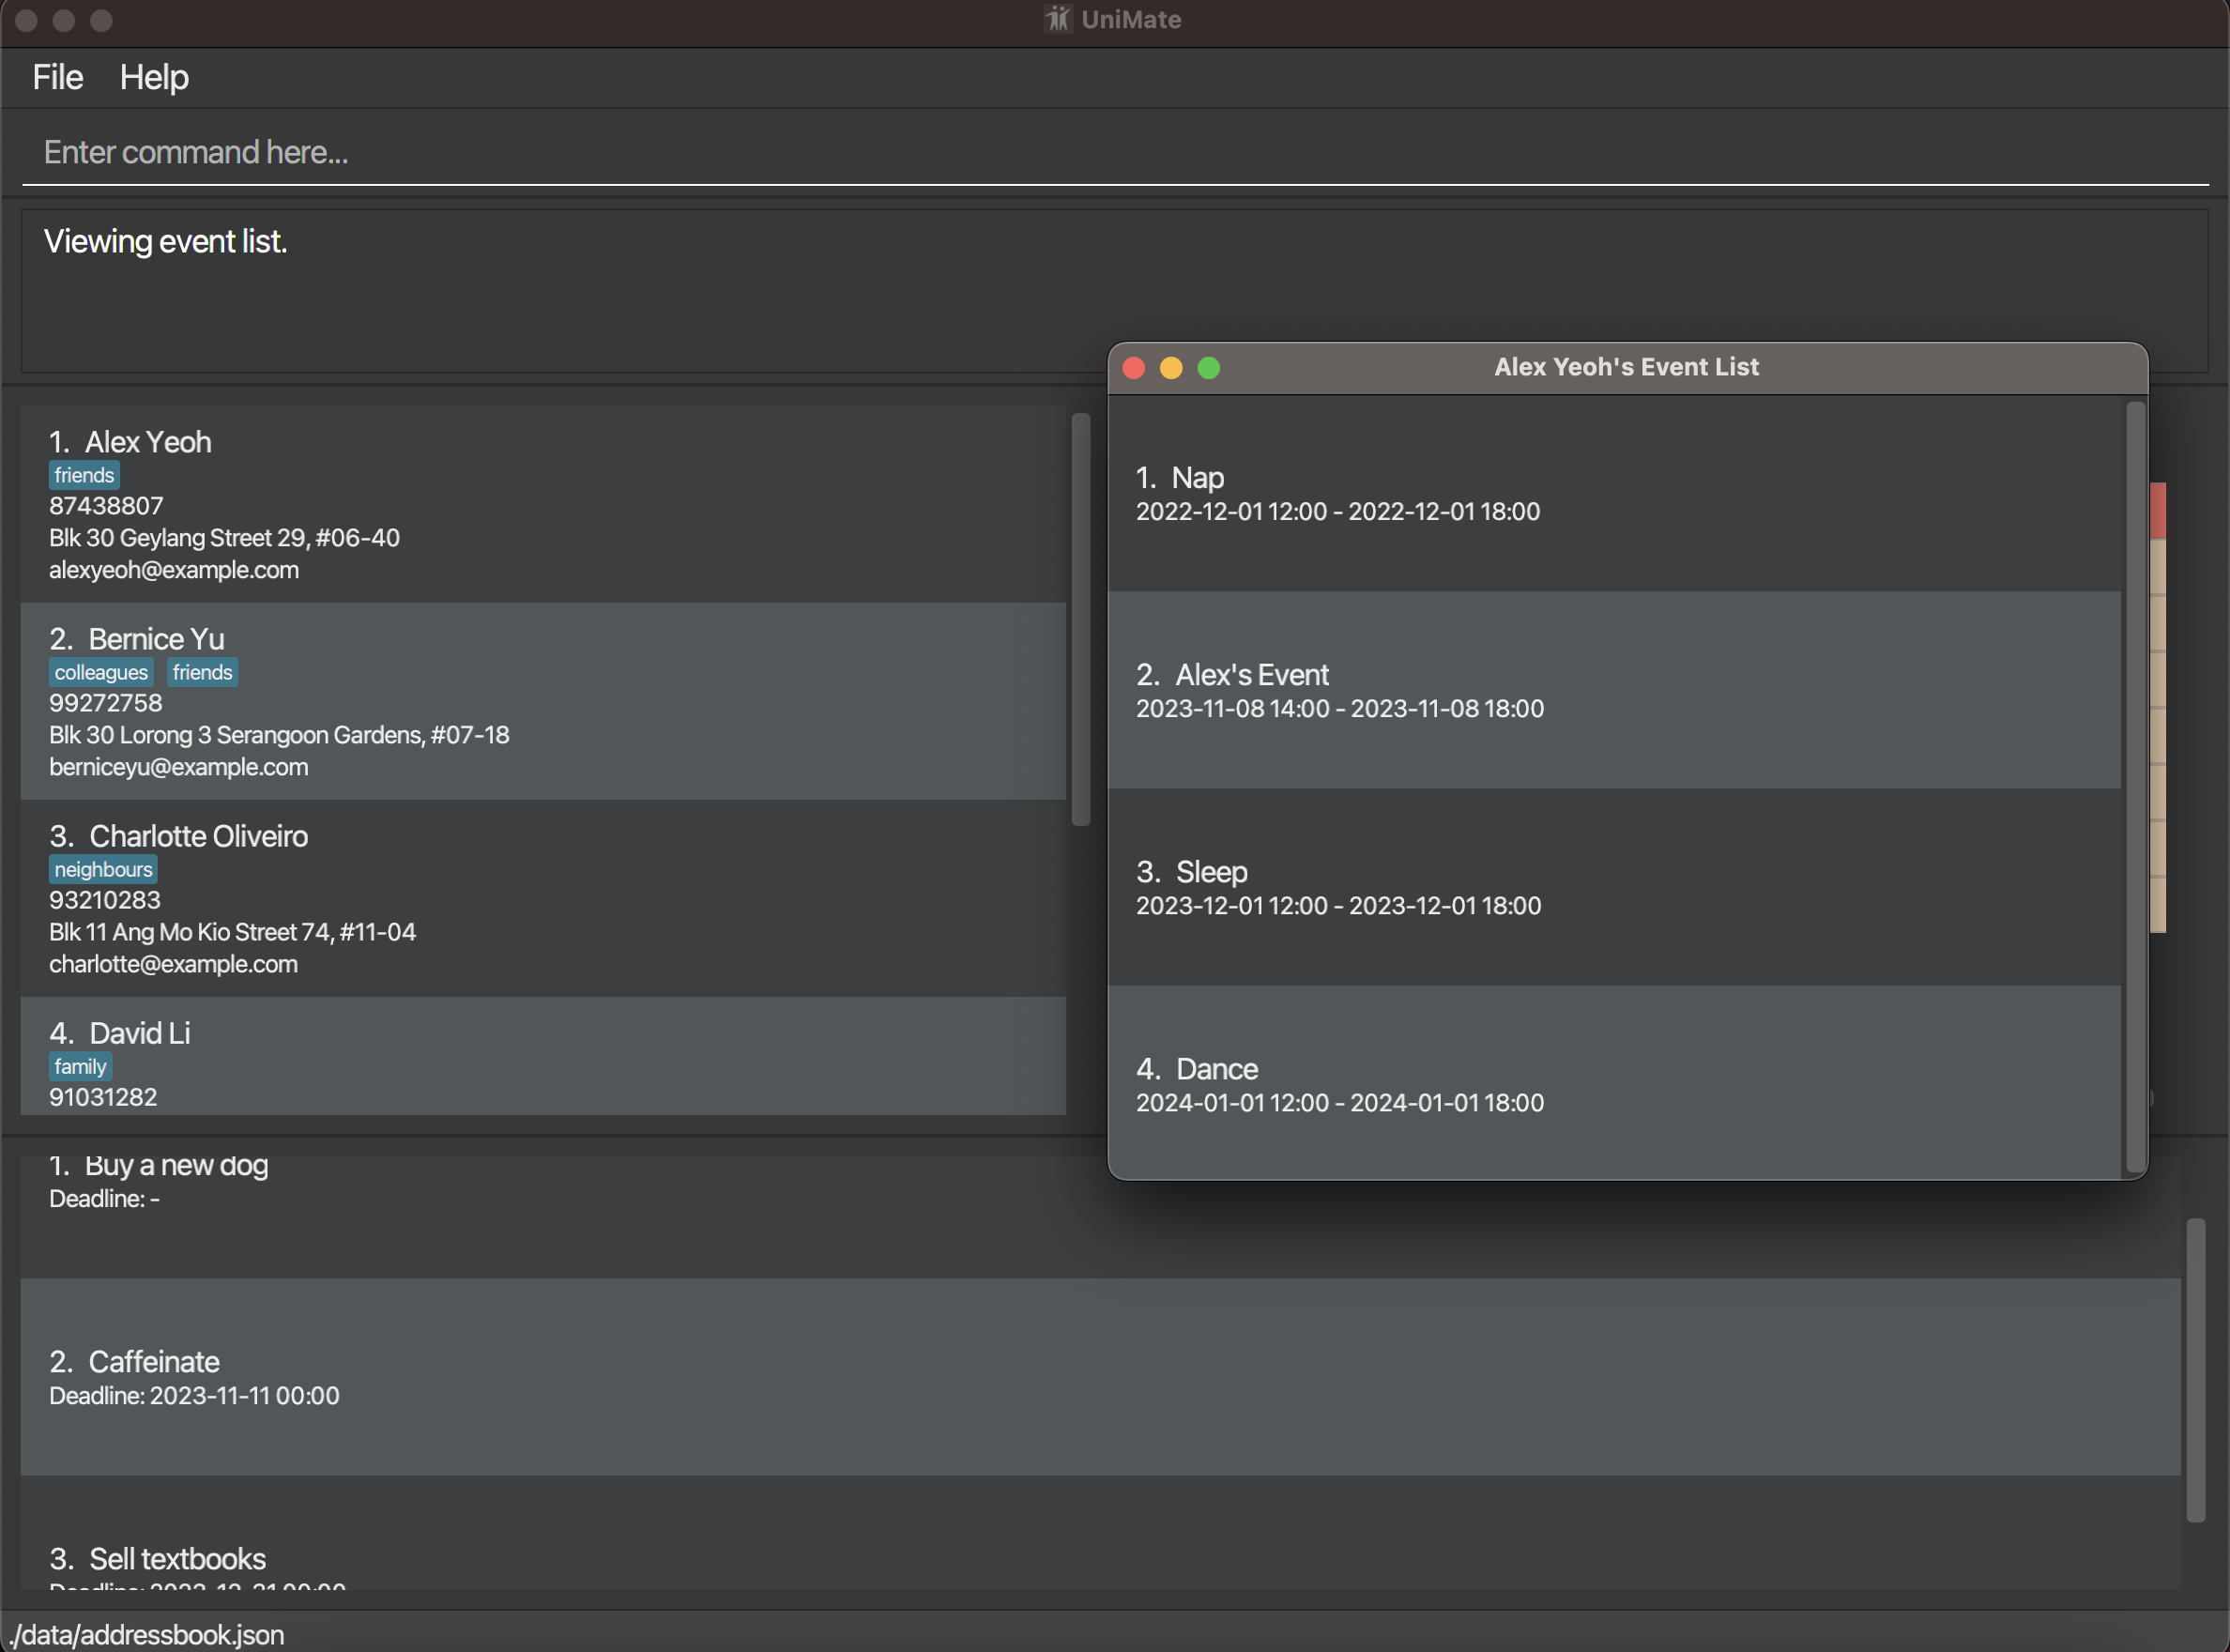 UniMate
File Help
Enter command here...
Viewing event list.
1. Alex Yeoh
friends
87438807
Blk 30 Geylang Street 29, #06-40
alexyeoh@example.com
2. Bernice Yu
colleagues friends
99272758
Blk 30 Lorong 3 Serangoon Gardens, #07-18
berniceyu@example.com
3. Charlotte Oliveiro
neighbours
93210283
Blk 11 Ang Mo Kio Street 74, #11-04
charlotte@example.com
4. David Li
family
91031282
Alex Yeoh's Event List
1. Nap
2022-12-01 12:00 - 2022-12-01 18:00
2. Alex's Event
2023-11-08 14:00 - 2023-11-08 18:00
3. Sleep
2023-12-01 12:00 - 2023-12-01 18:00
4. Dance
2024-01-01 12:00 - 2024-01-01 18:00
1. Buy a new dog
Deadline: -
2. Caffeinate
Deadline: 2023-11-11 00:00
3. Sell textbooks
Deadline: 2023-12-31 00:00
./data/addressbook.json